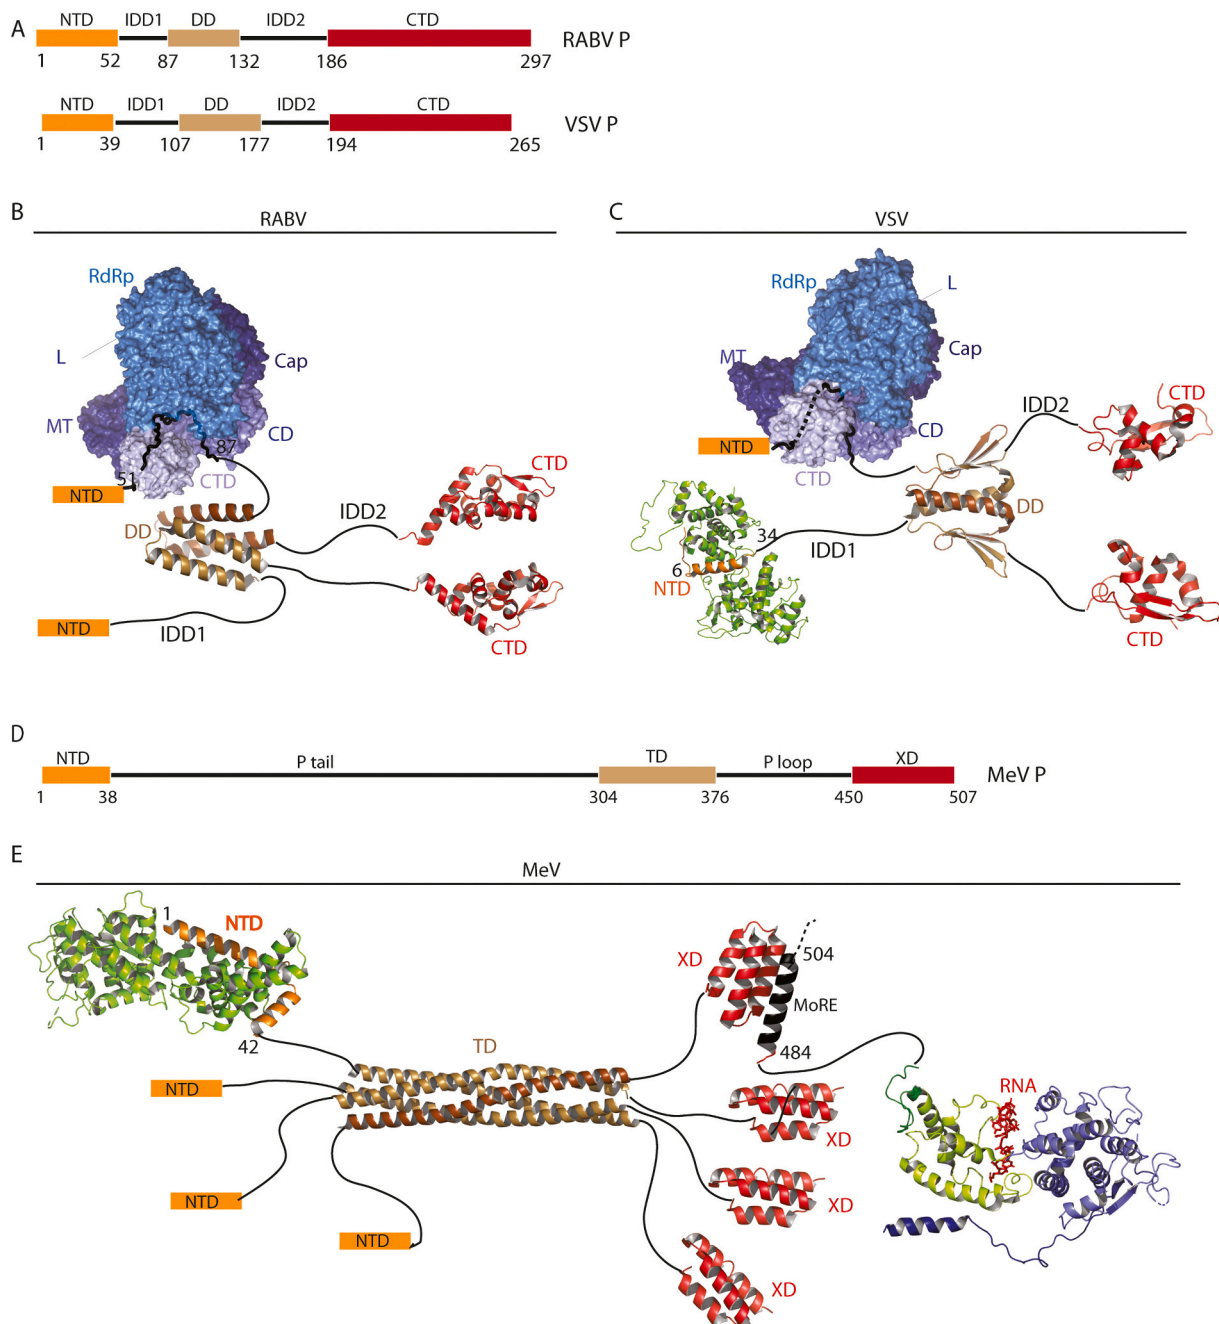 A
NTD IDD1 DD IDD2 CTD
RABV P
1 52 87 132 186 297
NTD IDD1 DD IDD2 CTD
VSV P
1 39 107 177 194 265
B
RABV
RdRp
L
Cap
MT
CD
87
51
CTD
NTD
DD
IDD2
CTD
CTD
NTD
IDD1
C
VSV
RdRp
L
MT
Cap
CD
NTD
CTD
IDD2
CTD
DD
34
6
NTD
IDD1
CTD
D
NTD P tail TD P loop XD
MeV P
1 38 304 376 450 507
E
MeV
1
NTD
42
TD
NTD
NTD
NTD
XD
504
MoRE
484
XD
XD
XD
RNA